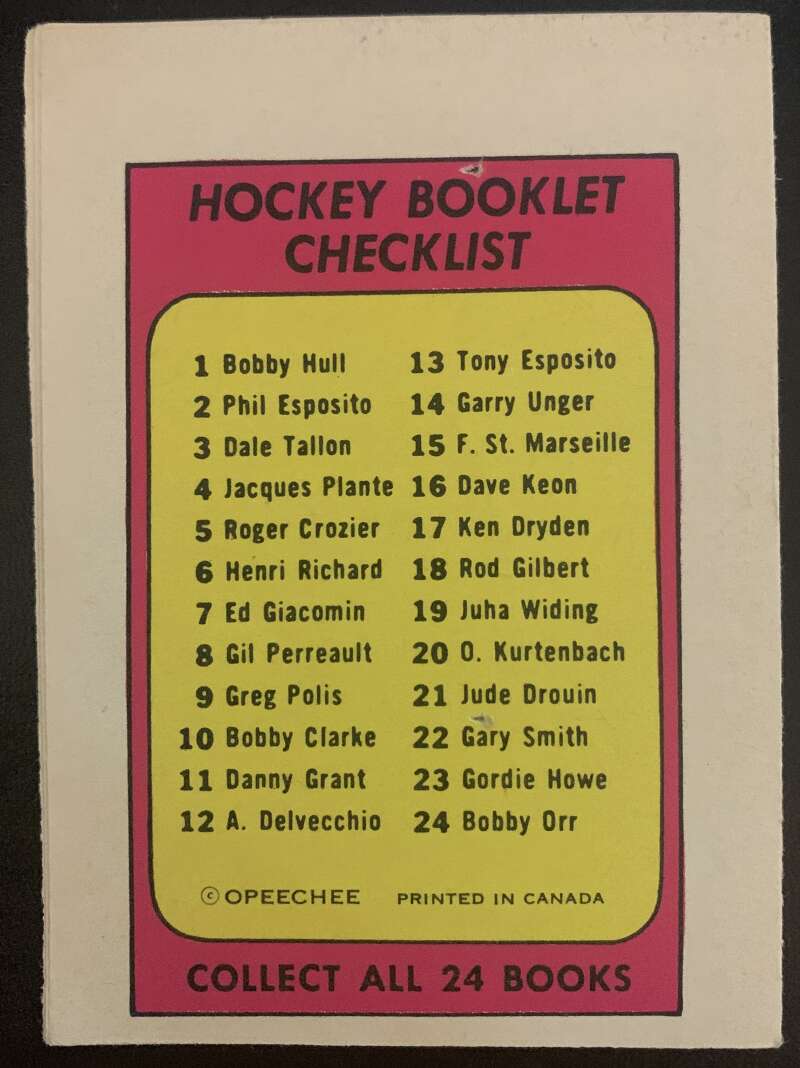 HOCKEY BOOKLET
CHECKLIST
1 Bobby Hull
2 Phil Esposito
3 Dale Tallon
4 Jacques Plante
5 Roger Crozier
6 Henri Richard
7 Ed Giacomin
8 Gil Perreault
9 Greg Polis
10 Bobby Clarke
11 Danny Grant
12 A. Delvecchio
13 Tony Esposito
14 Garry Unger
15 F. St. Marseille
16 Dave Keon
17 Ken Dryden
18 Rod Gilbert
19 Juha Widing
20 O. Kurtenbach
21 Jude Drouin
22 Gary Smith
23 Gordie Howe
24 Bobby Orr
© OPEECHEE PRINTED IN CANADA
COLLECT ALL 24 BOOKS